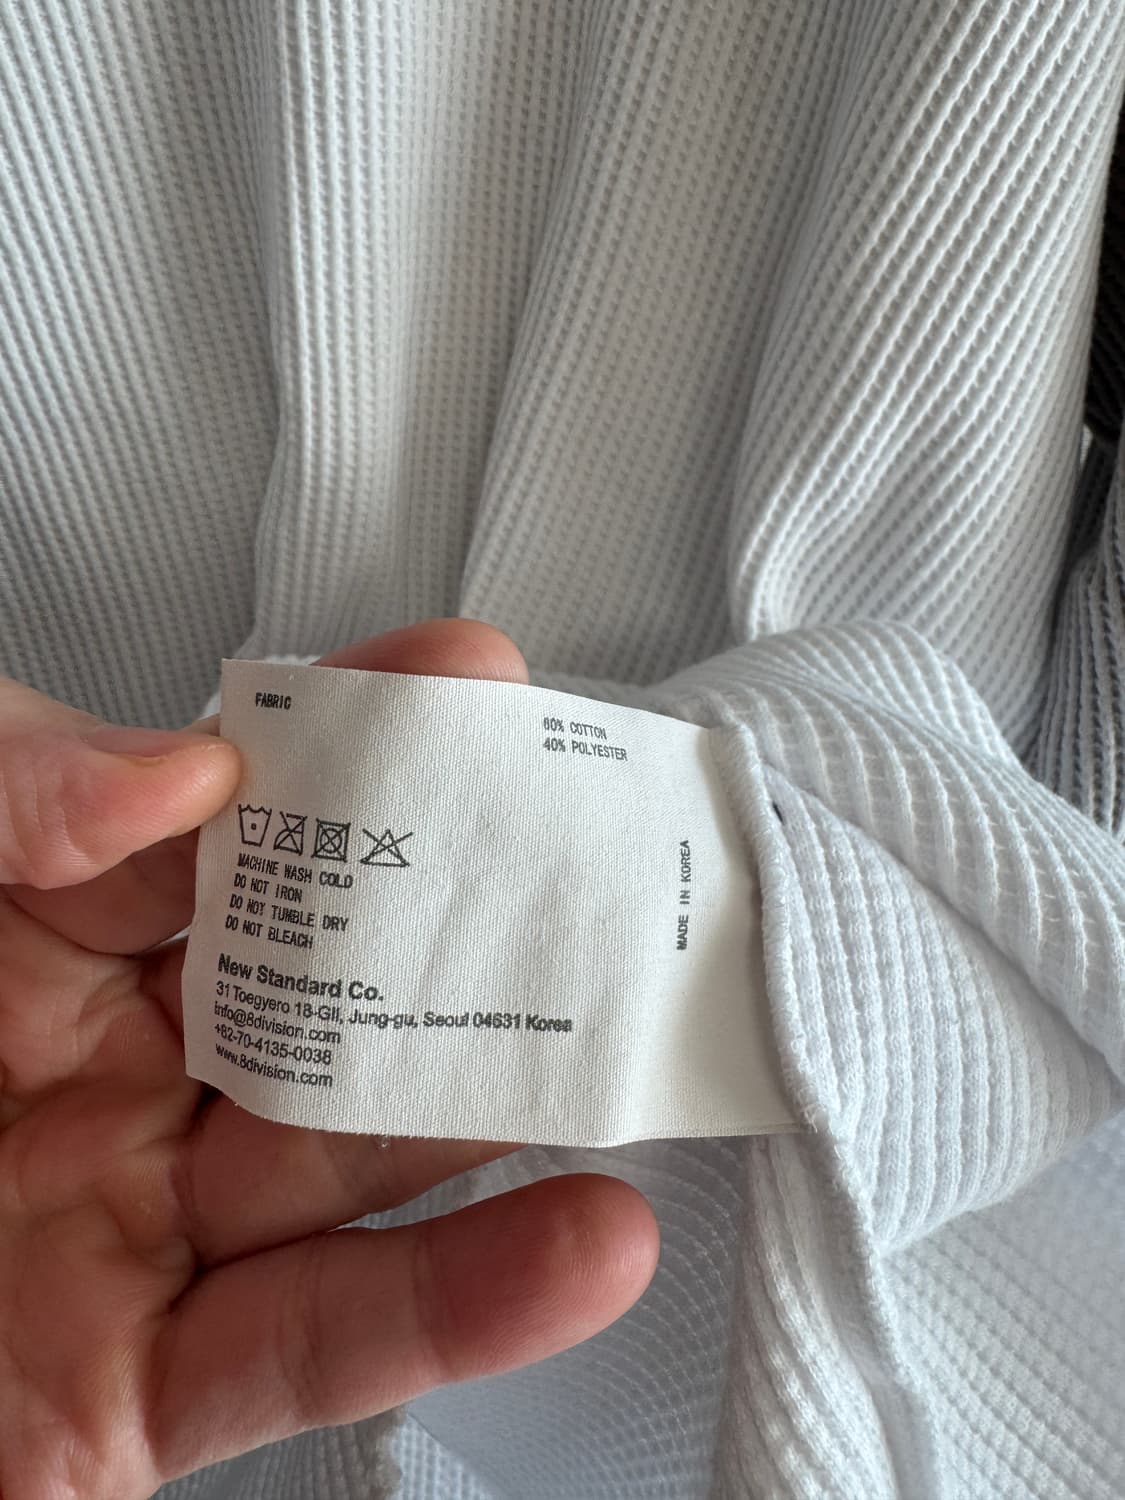 FABRIC
60% COTTON
40% POLYESTER
MACHINE WASH COLD
DO NOT IRON
DO NOT TUMBLE DRY
DO NOT BLEACH
New Standard Co.
31 Toegyero 18-Gil, Jung-gu, Seoul 04631 Korea
info@8division.com
+82-70-4135-0038
www.8division.com
MADE IN KOREA